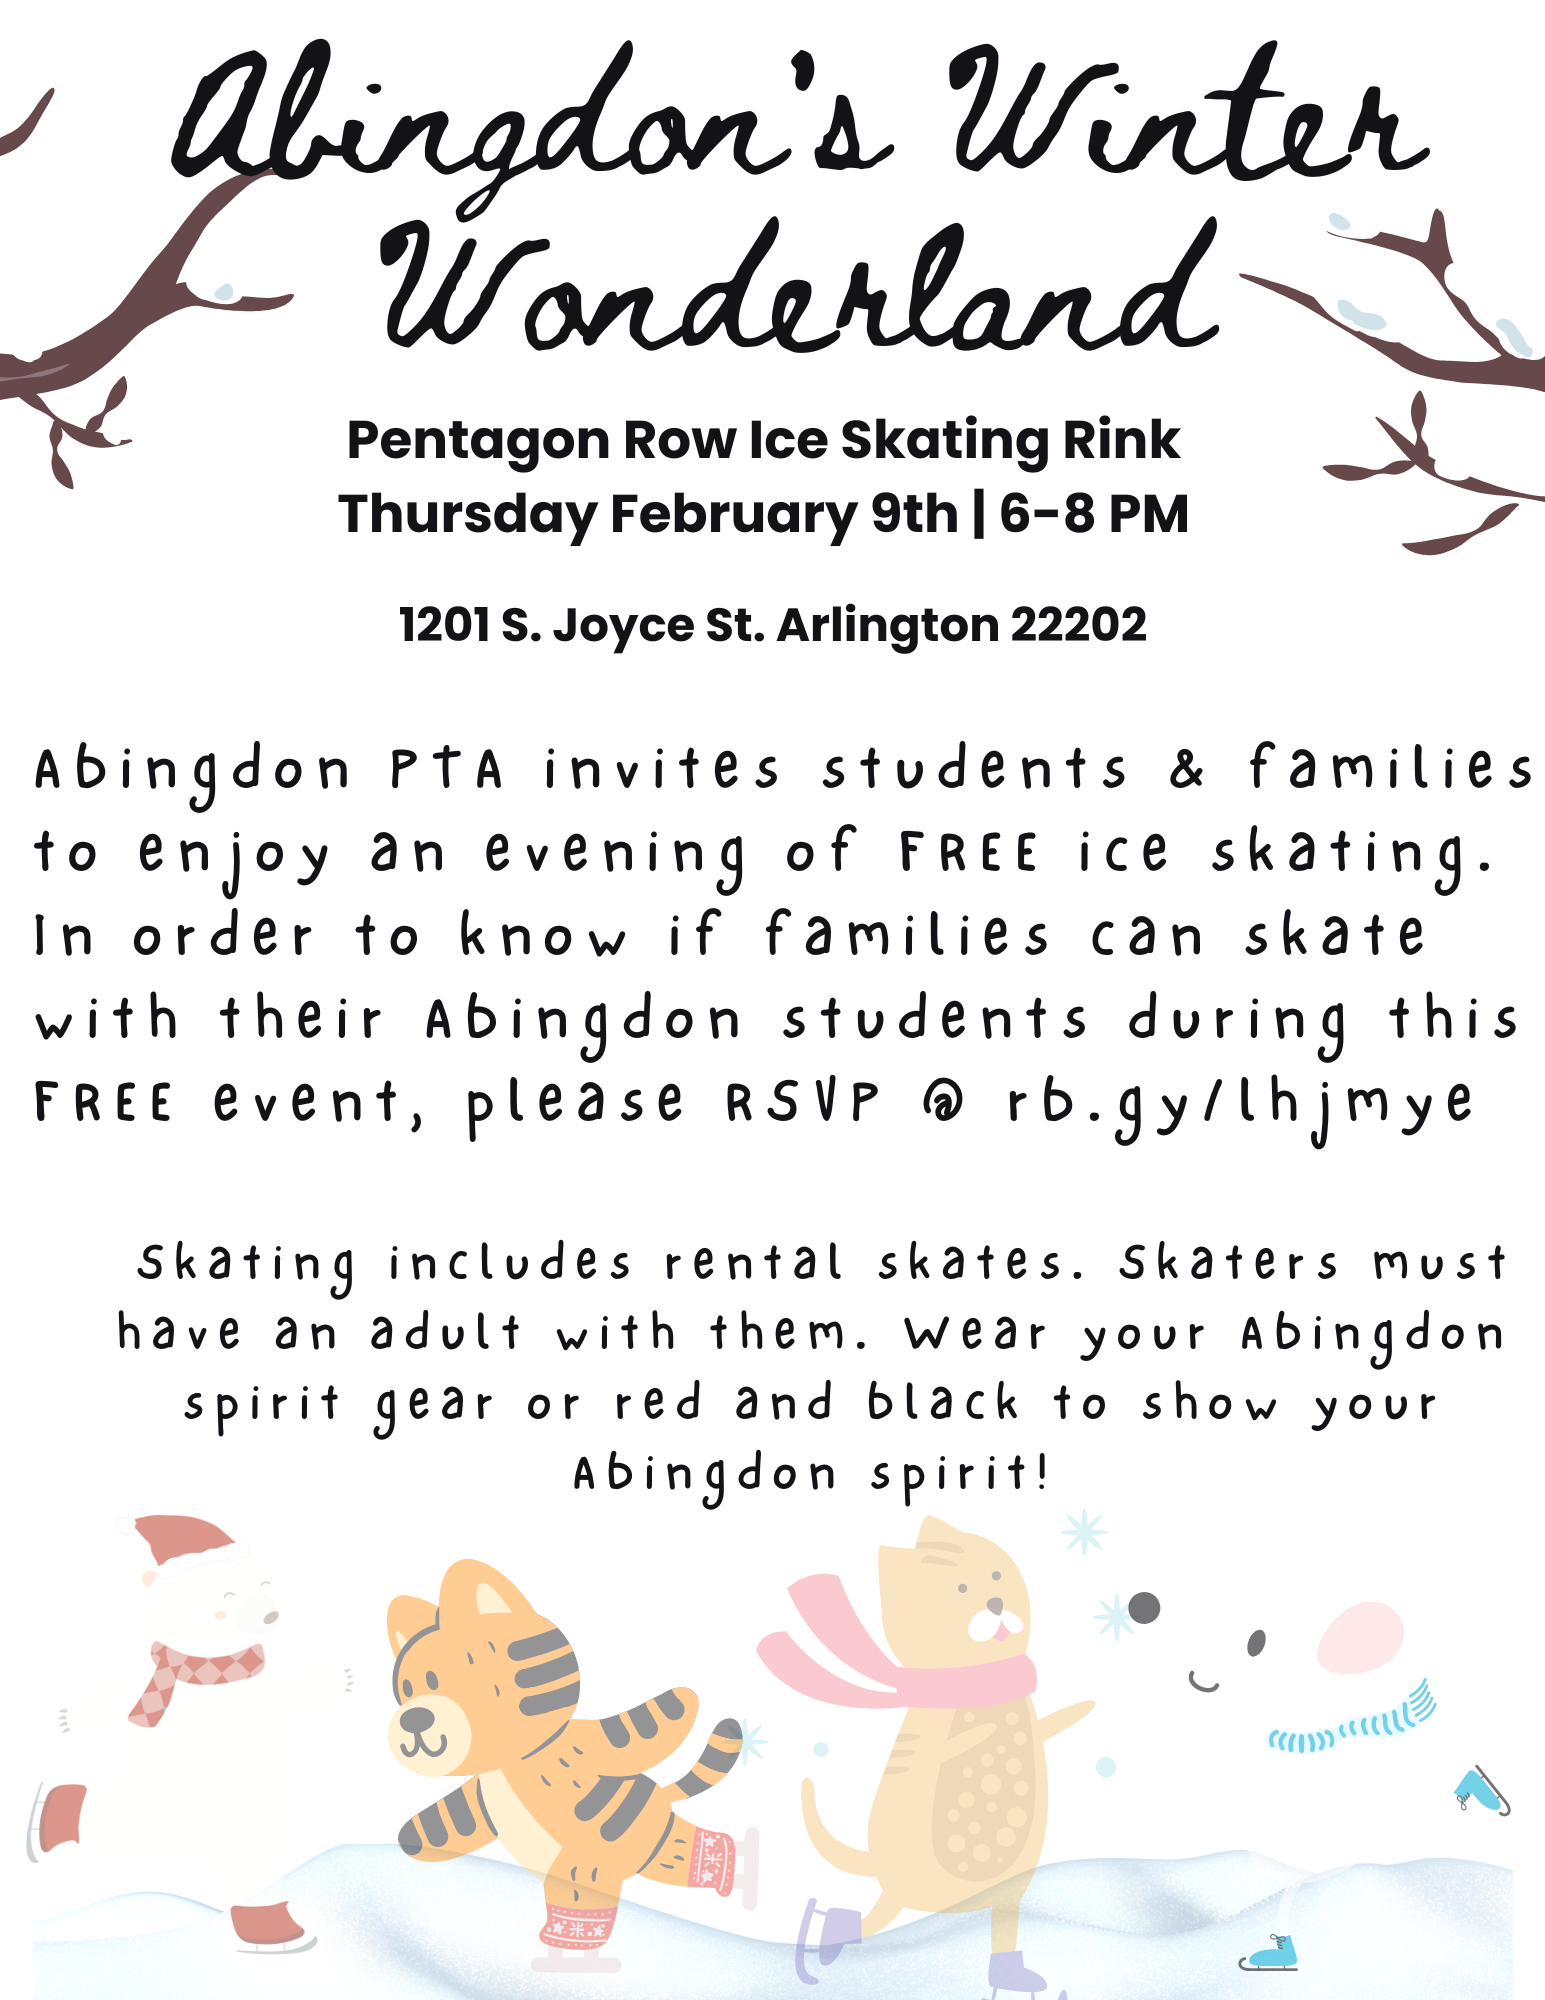 Abingdon's Winter
Wonderland
Pentagon Row Ice Skating Rink
Thursday February 9th | 6-8 PM
1201 S. Joyce St. Arlington 22202
Abingdon PTA invites students & families
to enjoy an evening of FREE ice skating.
In order to know if families can skate
with their Abingdon students during this
FREE event, please RSVP @ rb.gy/lhjmye
Skating includes rental skates. Skaters must
have an adult with them. Wear your Abingdon
spirit gear or red and black to show your
Abingdon spirit!